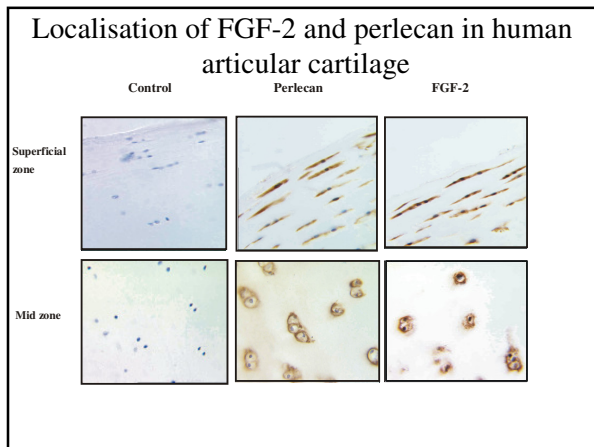 Localisation of FGF-2 and perlecan in human
articular cartilage
Control Perlecan FGF-2
Superficial
zone
Mid zone